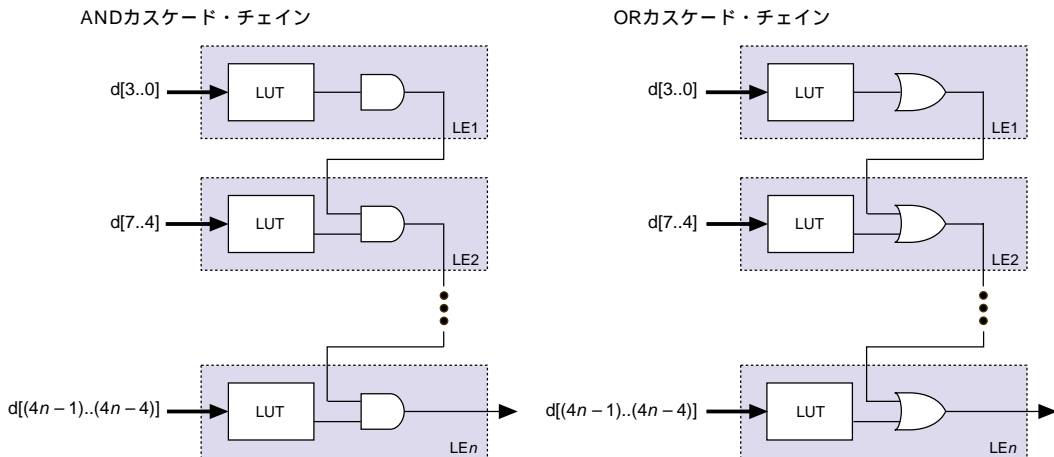 ANDカスケード・チェイン
d[3..0]
LUT
LE1
d[7..4]
LUT
LE2
d[(4n – 1)..(4n – 4)]
LUT
LEn
ORカスケード・チェイン
d[3..0]
LUT
LE1
d[7..4]
LUT
LE2
d[(4n – 1)..(4n – 4)]
LUT
LEn